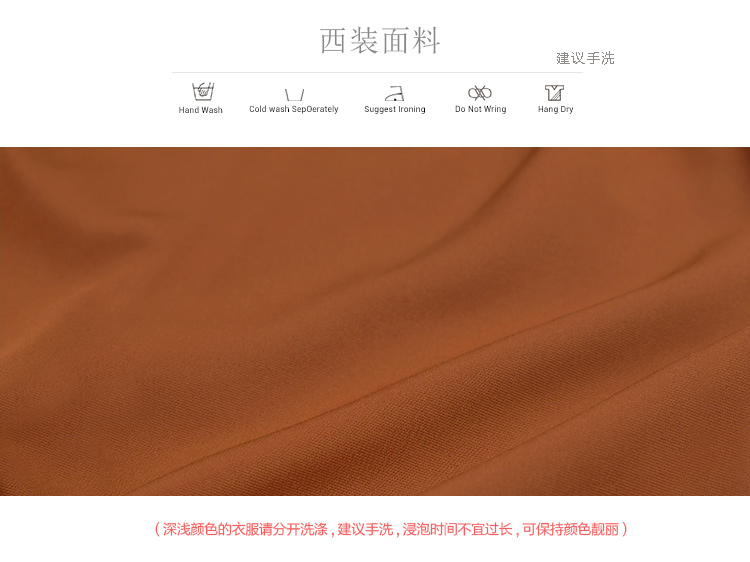 西装面料
建议手洗
Hand Wash Cold wash SepOerately Suggest Ironing Do Not Wring Hang Dry
(深浅颜色的衣服请分开洗涤,建议手洗,浸泡时间不宜过长,可保持颜色靓丽)